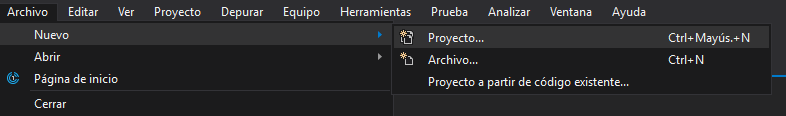 Archivo Editar Ver Proyecto Depurar Equipo Herramientas Prueba Analizar Ventana Ayuda
Nuevo
Proyecto... Ctrl+Mayús.+N
Abrir
Archivo... Ctrl+N
Página de inicio
Proyecto a partir de código existente...
Cerrar